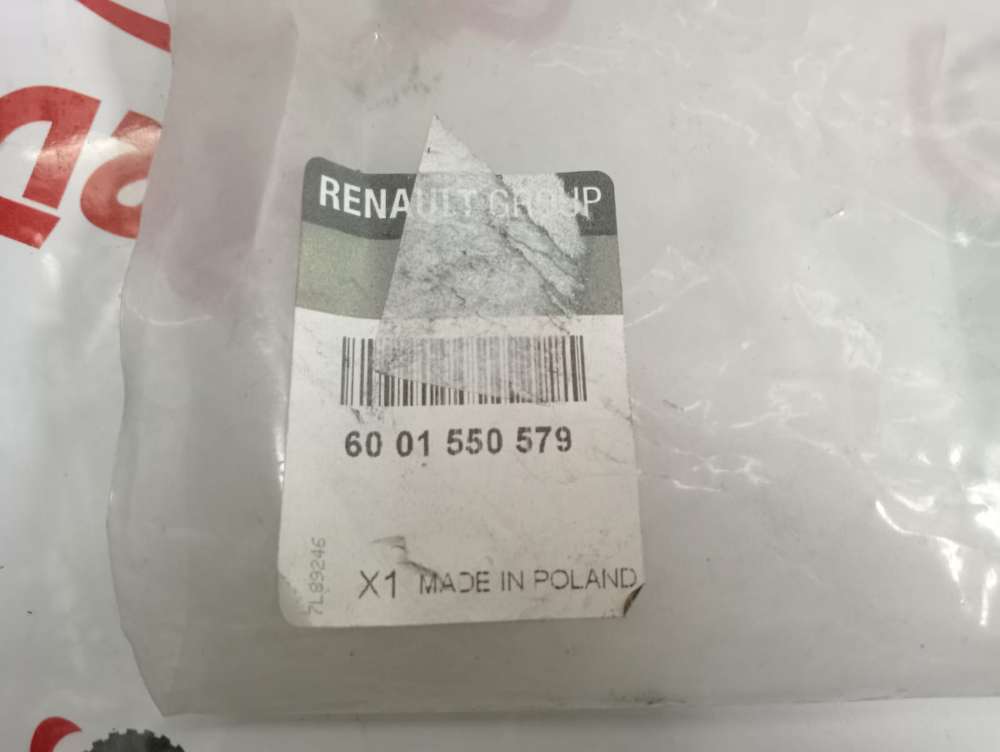 RENAULT GROUP
60 01 550 579
7L89246
X1 MADE IN POLAND